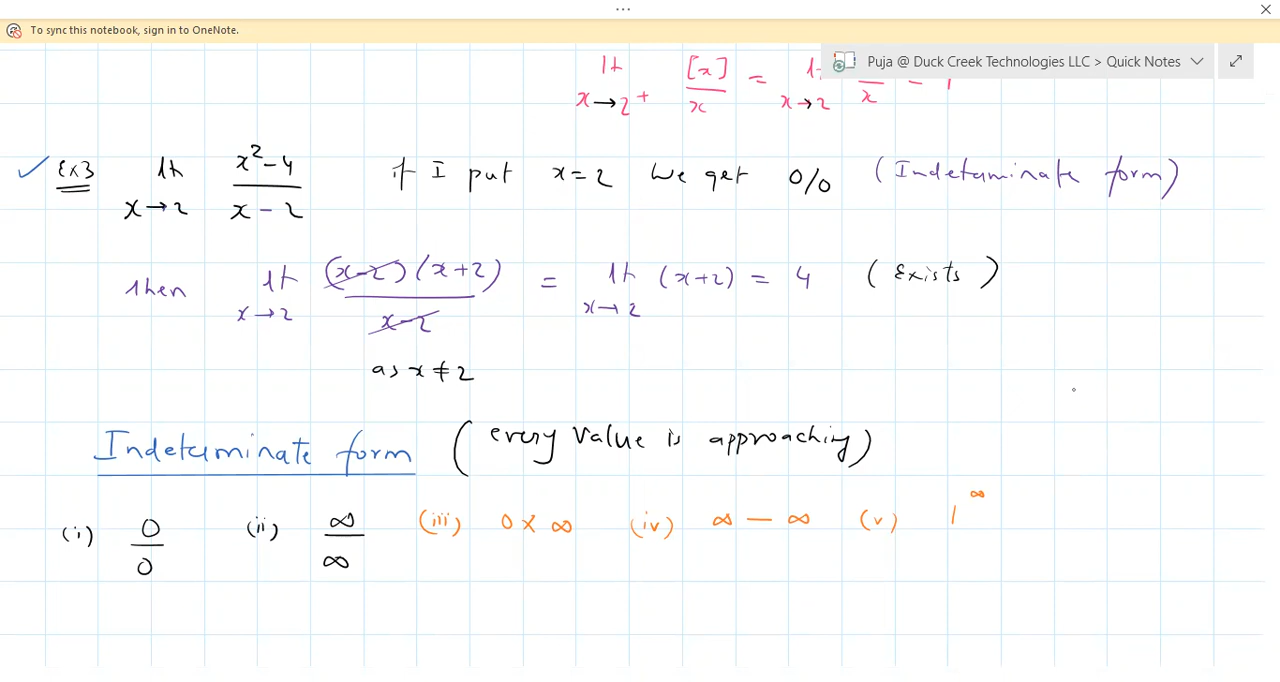 To sync this notebook, sign in to OneNote.
Puja @ Duck Creek Technologies LLC > Quick Notes
lt x→2+ [x]/x = lt x→2 /x = 1
Ex3 lt x→2 x²-4/x-2 if I put x=2 We get 0/0 (Indeterminate form)
then lt x→2 (x-2)(x+2)/x-2 = lt x→2 (x+2) = 4 (Exists)
as x≠2
Indeterminate form (every value is approaching)
(i) 0/0 (ii) ∞/∞ (iii) 0×∞ (iv) ∞-∞ (v) 1^∞